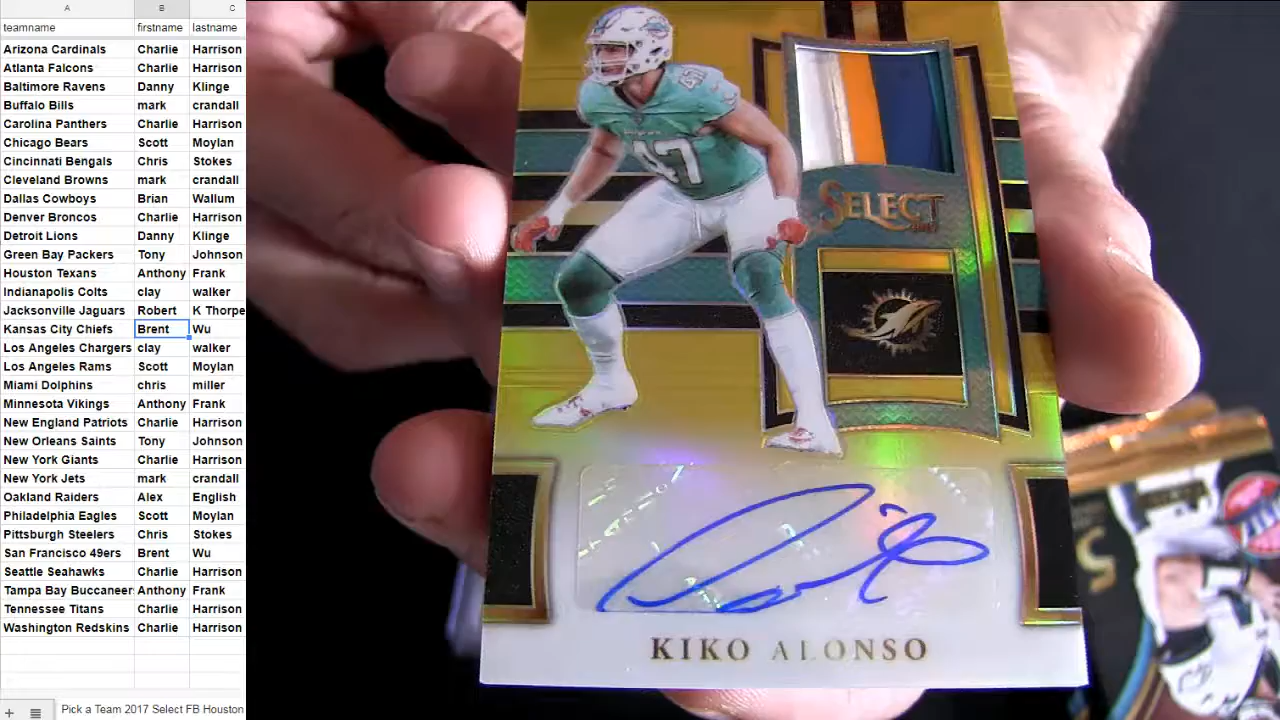 A B C
teamname firstname lastname
Arizona Cardinals Charlie Harrison
Atlanta Falcons Charlie Harrison
Baltimore Ravens Danny Klinge
Buffalo Bills mark crandall
Carolina Panthers Charlie Harrison
Chicago Bears Scott Moylan
Cincinnati Bengals Chris Stokes
Cleveland Browns mark crandall
Dallas Cowboys Brian Wallum
Denver Broncos Charlie Harrison
Detroit Lions Danny Klinge
Green Bay Packers Tony Johnson
Houston Texans Anthony Frank
Indianapolis Colts clay walker
Jacksonville Jaguars Robert K Thorpe
Kansas City Chiefs Brent Wu
Los Angeles Chargers clay walker
Los Angeles Rams Scott Moylan
Miami Dolphins chris miller
Minnesota Vikings Anthony Frank
New England Patriots Charlie Harrison
New Orleans Saints Tony Johnson
New York Giants Charlie Harrison
New York Jets mark crandall
Oakland Raiders Alex English
Philadelphia Eagles Scott Moylan
Pittsburgh Steelers Chris Stokes
San Francisco 49ers Brent Wu
Seattle Seahawks Charlie Harrison
Tampa Bay Buccaneer Anthony Frank
Tennessee Titans Charlie Harrison
Washington Redskins Charlie Harrison
Pick a Team 2017 Select FB Houston
47
SELECT
2017
KIKO ALONSO